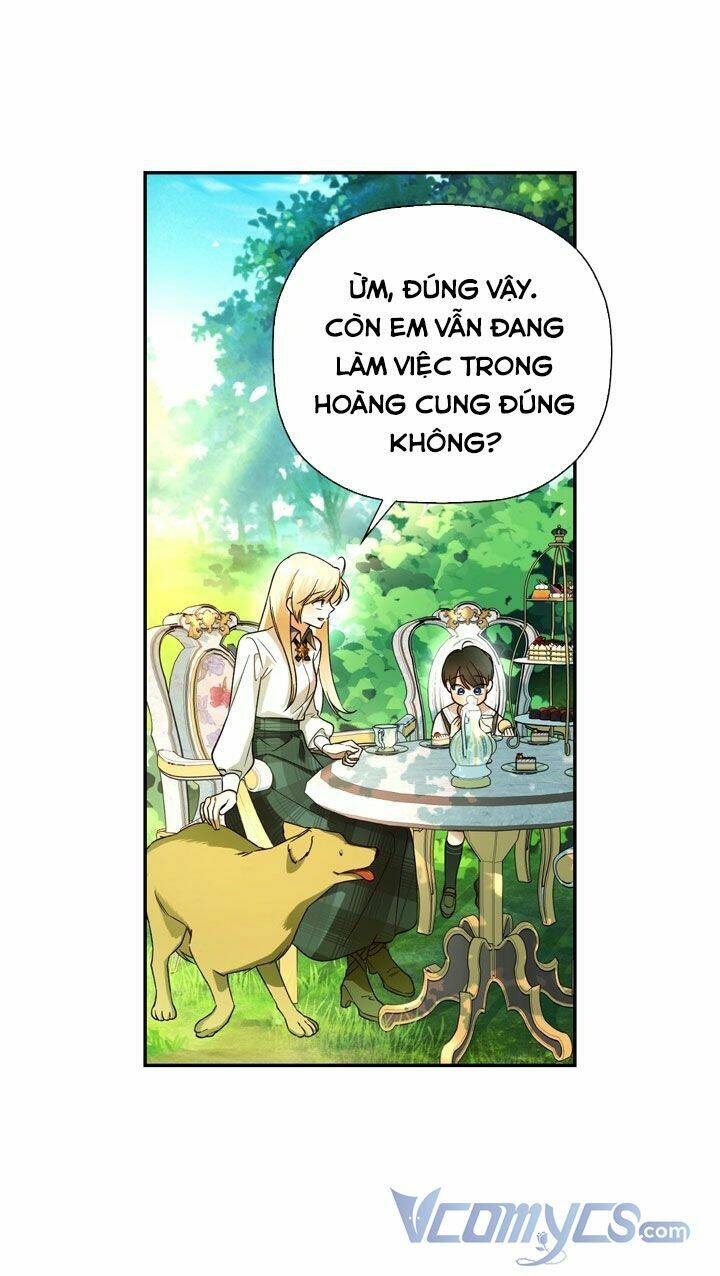 ỪM, ĐÚNG VẬY.
CÒN EM VẪN ĐANG
LÀM VIỆC TRONG
HOÀNG CUNG ĐÚNG
KHÔNG?
VCOMYCS.com